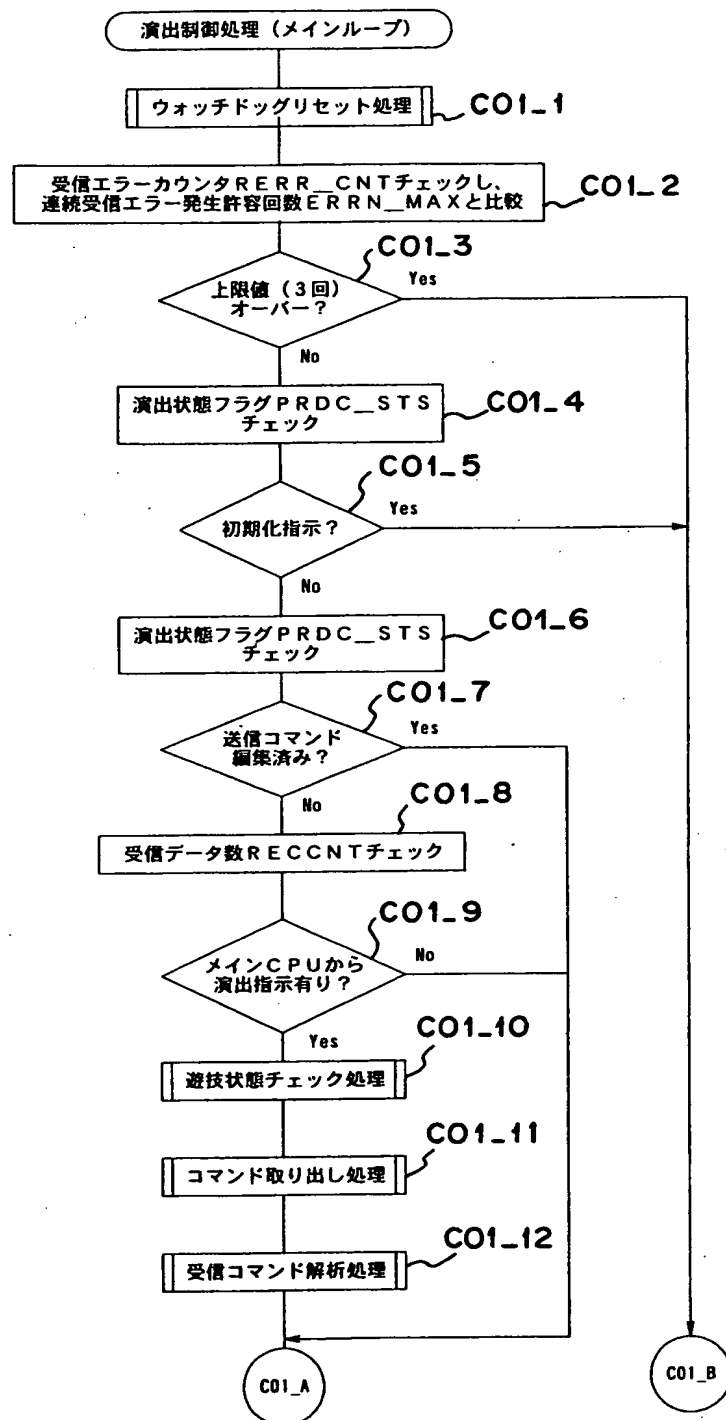 演出制御処理（メインループ）
ウォッチドッグリセット処理
C01_1
受信エラーカウンタRERR__CNTチェックし、
連続受信エラー発生許容回数ERRN__MAXと比較
C01_2
C01_3
上限値（3回）
オーバー？
Yes
No
演出状態フラグPRDC__STS
チェック
C01_4
C01_5
初期化指示？
Yes
No
演出状態フラグPRDC__STS
チェック
C01_6
C01_7
送信コマンド
編集済み？
Yes
No
C01_8
受信データ数RECCNTチェック
C01_9
メインCPUから
演出指示有り？
No
Yes
C01_10
遊技状態チェック処理
C01_11
コマンド取り出し処理
C01_12
受信コマンド解析処理
C01_A
C01_B